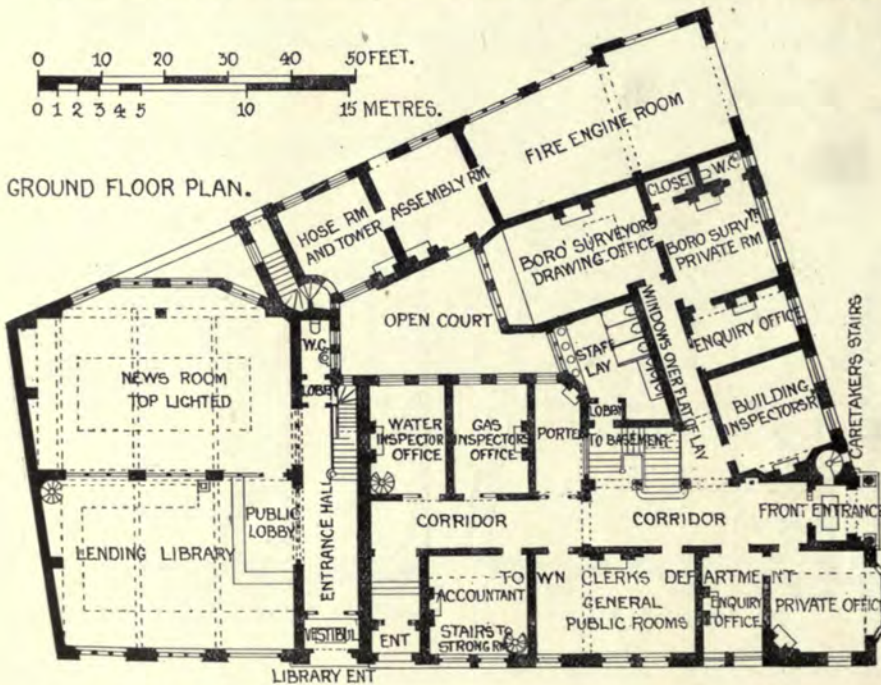 0 10 20 30 40 50 FEET.
0 1 2 3 4 5 10 15 METRES.
GROUND FLOOR PLAN.
FIRE ENGINE ROOM
ASSEMBLY RM
HOSE RM
AND TOWER
CLOSET
W.C.
BORO' SURVEYORS
DRAWING OFFICE
BORO SURVYR
PRIVATE RM
OPEN COURT
STAFF
LAV
WINDOWS OVER FLAT OF LAV
ENQUIRY OFFICE
BUILDING
INSPECTORS R
CARETAKERS STAIRS
W.C.
LOBBY
NEWS ROOM
TOP LIGHTED
WATER
INSPECTOR
OFFICE
GAS
INSPECTORS
OFFICE
PORTER
LOBBY
TO BASEMENT
PUBLIC
LOBBY
LENDING LIBRARY
ENTRANCE HALL
CORRIDOR
CORRIDOR
FRONT ENTRANCE
TOWN CLERKS DEPARTMENT
ACCOUNTANT
STAIRS TO
STRONG RM
GENERAL
PUBLIC ROOMS
ENQUIRY
OFFICE
PRIVATE OFFICE
VESTIBUL
ENT
LIBRARY ENT